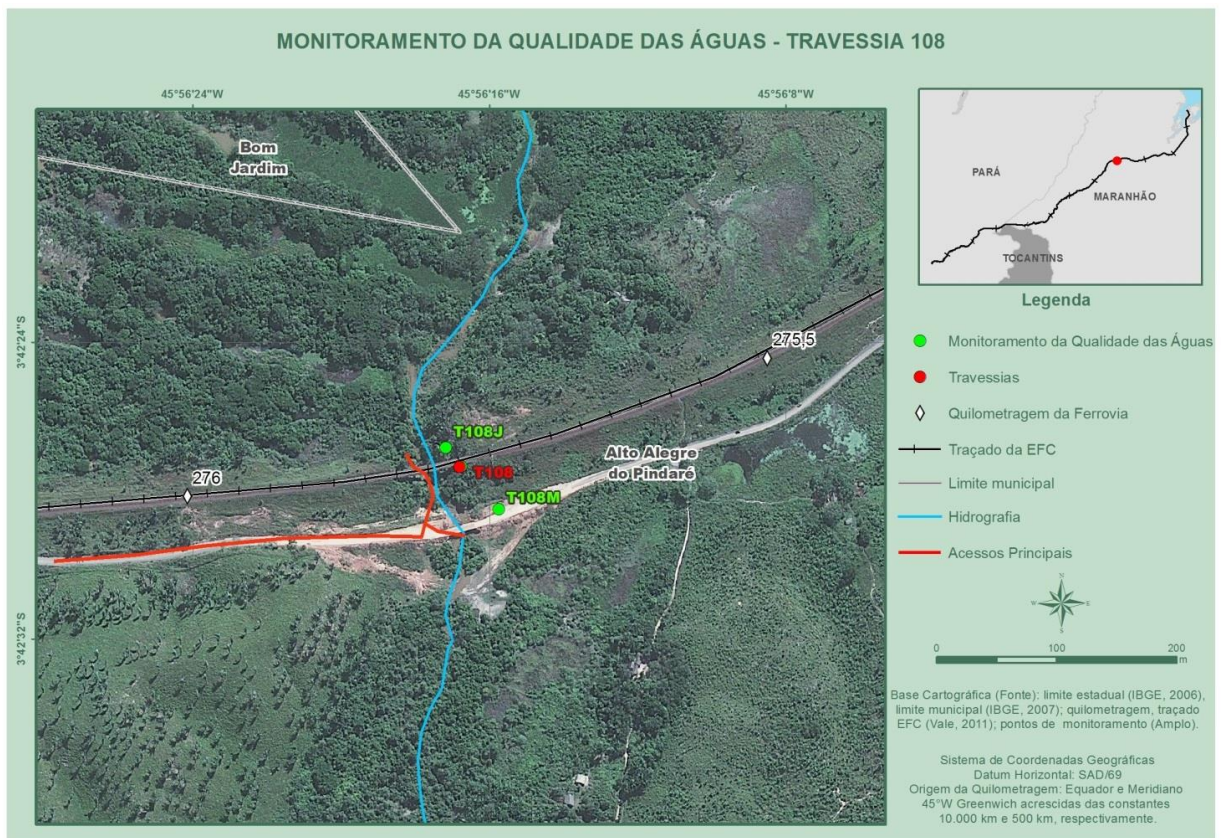 MONITORAMENTO DA QUALIDADE DAS ÁGUAS - TRAVESSIA 108
45°56'24"W
45°56'16"W
45°56'8"W
3°42'24"S
3°42'32"S
Bom
Jardim
275,5
T108J
T108
Alto Alegre
do Pindaré
276
T108M
PARÁ
MARANHÃO
TOCANTINS
Legenda
Monitoramento da Qualidade das Águas
Travessias
Quilometragem da Ferrovia
Traçado da EFC
Limite municipal
Hidrografia
Acessos Principais
N
W E
S
0 100 200
m
Base Cartográfica (Fonte): limite estadual (IBGE, 2006),
limite municipal (IBGE, 2007); quilometragem, traçado
EFC (Vale, 2011); pontos de monitoramento (Amplo).
Sistema de Coordenadas Geográficas
Datum Horizontal: SAD/69
Origem da Quilometragem: Equador e Meridiano
45°W Greenwich acrescidas das constantes
10.000 km e 500 km, respectivamente.